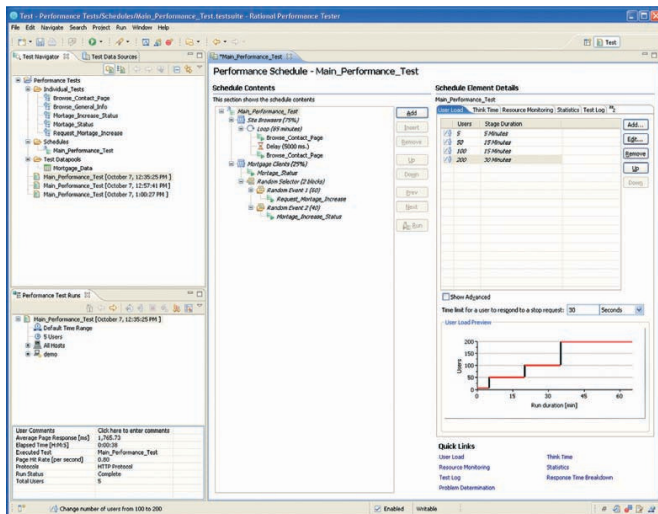 Test - Performance Tests/Schedules/Main_Performance_Test.testsuite - Rational Performance Tester
File Edit Navigate Search Project Run Window Help
Test
Test Navigator
Test Data Sources
Performance Tests
Individual_Tests
Browse_Contact_Page
Browse_General_Info
Mortage_Increase_Status
Mortage_Status
Request_Mortage_Increase
Schedules
Main_Performance_Test
Test Datapools
Mortgage_Data
Main_Performance_Test [October 7, 12:35:25 PM ]
Main_Performance_Test [October 7, 12:57:41 PM ]
Main_Performance_Test [October 7, 1:00:27 PM ]
Performance Test Runs
Main_Performance_Test [October 7, 12:35:25 PM ]
Default Time Range
5 Users
All Hosts
demo
User Comments Click here to enter comments
Average Page Response [ms] 1,765.73
Elapsed Time [H:M:S] 0:00:38
Executed Test Main_Performance_Test
Page Hit Rate [per second] 0.80
Protocols HTTP Protocol
Run Status Complete
Total Users 5
*Main_Performance_Test
Performance Schedule - Main_Performance_Test
Schedule Contents
This section shows the schedule contents
Main_Performance_Test
Site Browsers (75%)
Loop (95 minutes)
Browse_Contact_Page
Delay (5000 ms.)
Browse_Contact_Page
Mortgage Clients (25%)
Mortage_Status
Random Selector (2 blocks)
Random Event 1 (60)
Request_Mortage_Increase
Random Event 2 (40)
Mortage_Increase_Status
Add
Insert
Remove
Up
Down
Prev
Next
Run
Schedule Element Details
Main_Performance_Test
User Load Think Time Resource Monitoring Statistics Test Log
Users Stage Duration
5 5 Minutes
50 15 Minutes
100 15 Minutes
200 30 Minutes
Add...
Edit...
Remove
Up
Down
Show Advanced
Time limit for a user to respond to a stop request: 30 Seconds
User Load Preview
Users
200
150
100
50
0
0 15 30 45 60
Run duration [min]
Quick Links
User Load Think Time
Resource Monitoring Statistics
Test Log Response Time Breakdown
Problem Determination
Change number of users from 100 to 200
Enabled Writable